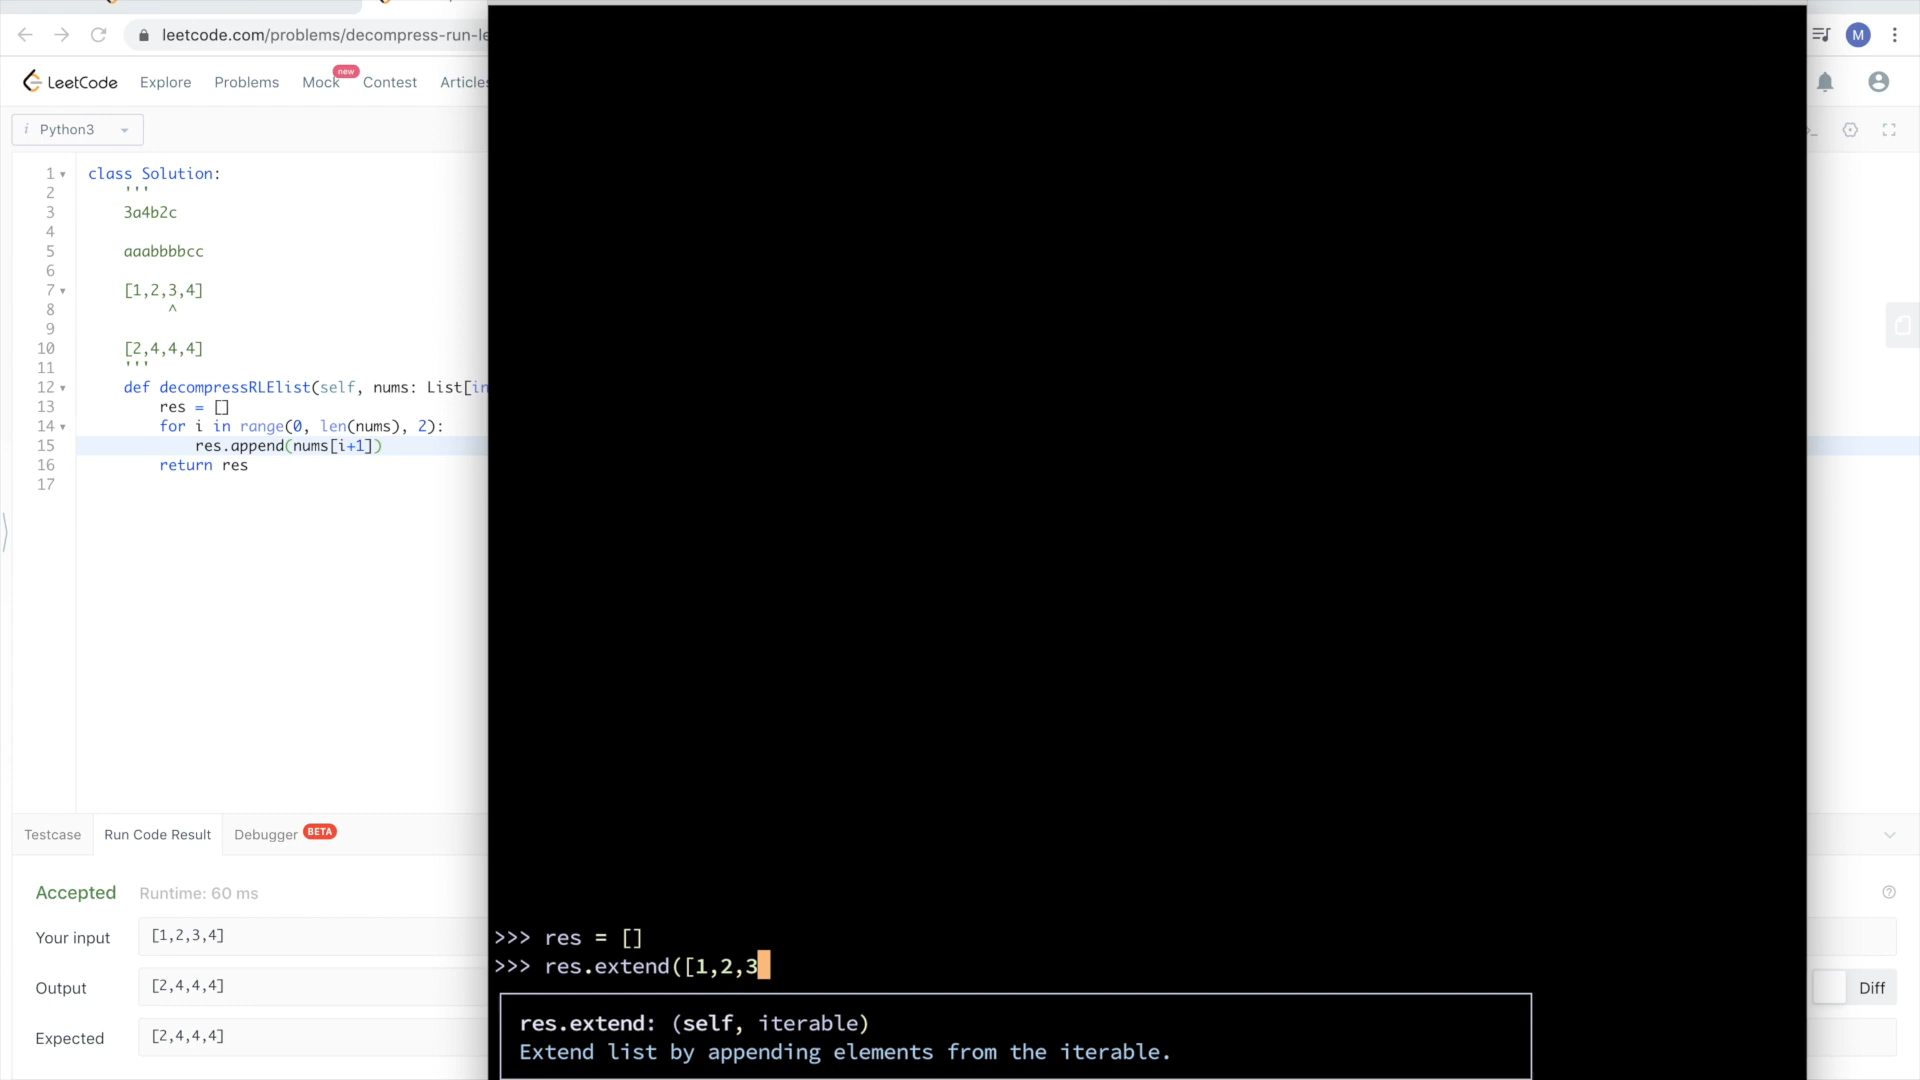 leetcode.com/problems/decompress-run-le
M
LeetCode Explore Problems Mock new Contest Articles
i Python3
1 class Solution:
2 '''
3 3a4b2c
4
5 aaabbbbcc
6
7 [1,2,3,4]
8 ^
9
10 [2,4,4,4]
11 '''
12 def decompressRLElist(self, nums: List[in
13 res = []
14 for i in range(0, len(nums), 2):
15 res.append(nums[i+1])
16 return res
17
Testcase Run Code Result Debugger BETA
Accepted Runtime: 60 ms
Your input [1,2,3,4]
Output [2,4,4,4]
Diff
Expected [2,4,4,4]
>>> res = []
>>> res.extend([1,2,3
res.extend: (self, iterable)
Extend list by appending elements from the iterable.